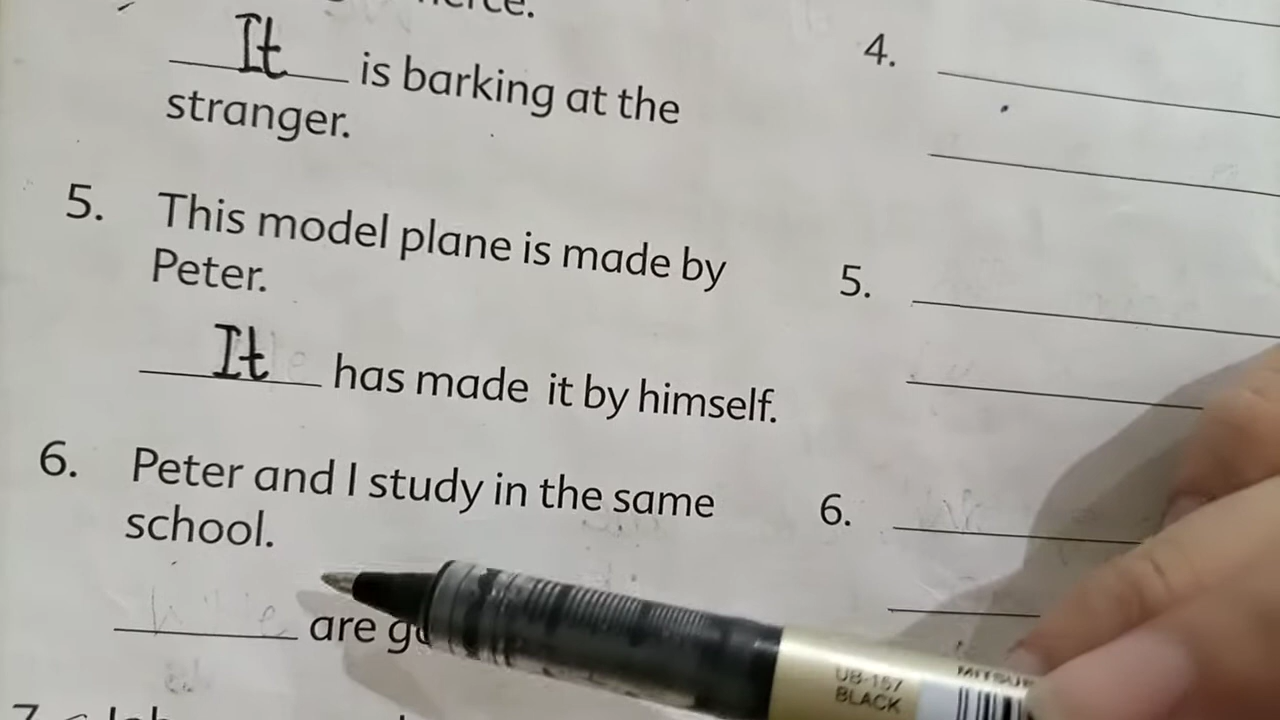 It is barking at the
stranger.
4.
5. This model plane is made by
Peter.
5.
It has made it by himself.
6. Peter and I study in the same
school.
6.
are
UB-157
BLACK
7.